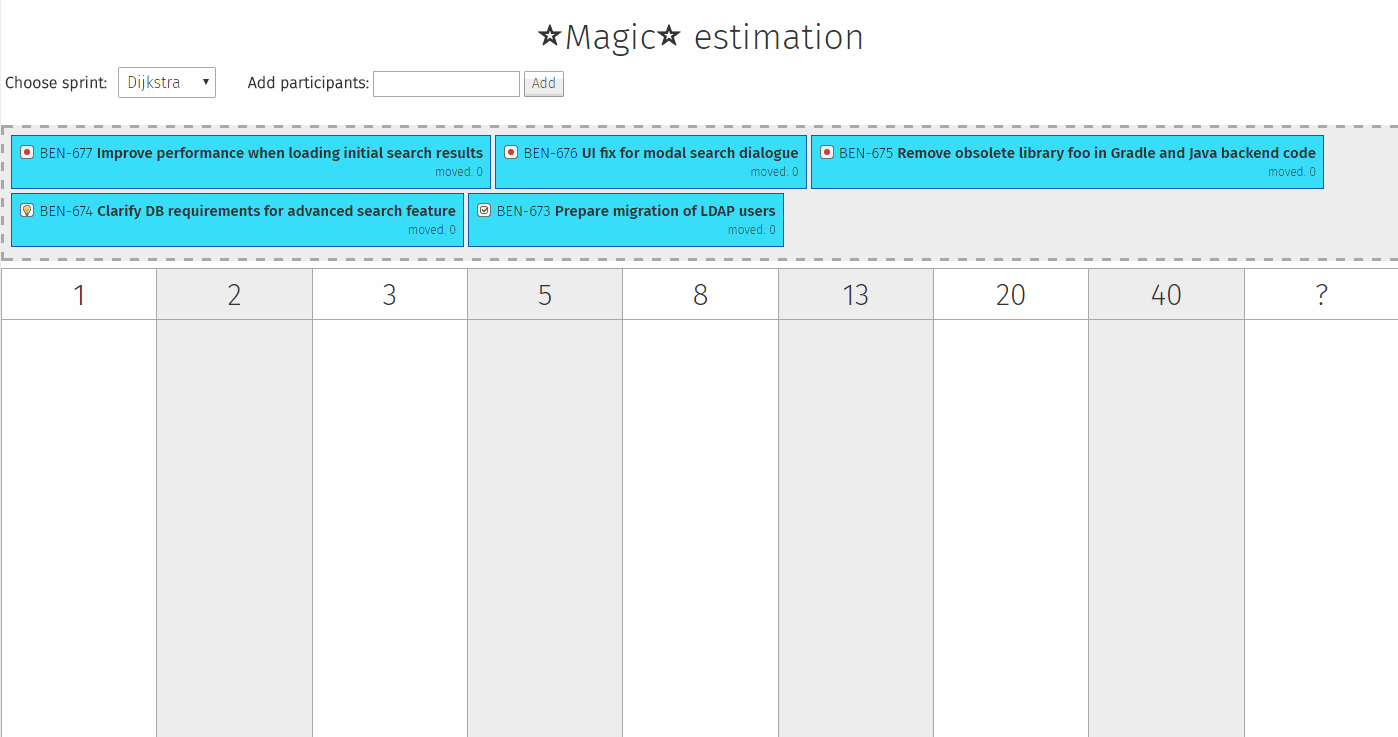 ☆Magic☆ estimation
Choose sprint: Dijkstra Add participants: Add
BEN-677 Improve performance when loading initial search results
moved: 0
BEN-676 UI fix for modal search dialogue
moved: 0
BEN-675 Remove obsolete library foo in Gradle and Java backend code
moved: 0
BEN-674 Clarify DB requirements for advanced search feature
moved: 0
BEN-673 Prepare migration of LDAP users
moved: 0
1 2 3 5 8 13 20 40 ?